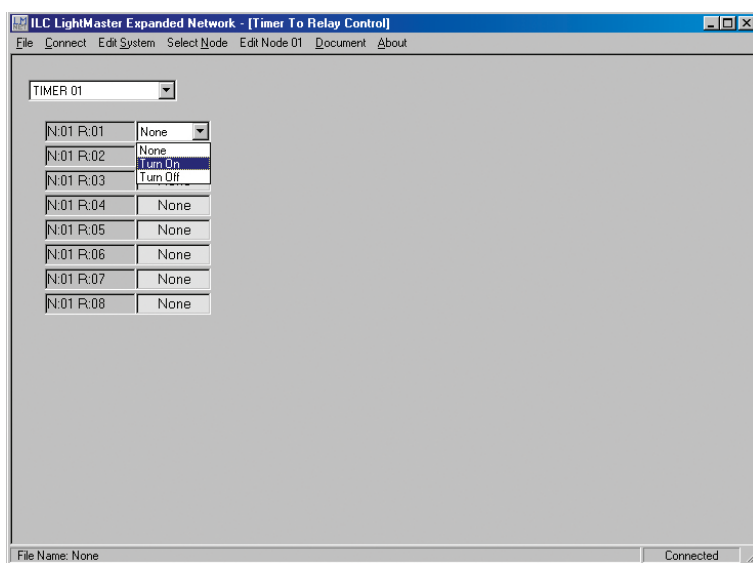 ILC LightMaster Expanded Network - [Timer To Relay Control]
File Connect Edit System Select Node Edit Node 01 Document About
TIMER 01
N:01 R:01 None
None
N:01 R:02
Turn On
N:01 R:03 Turn Off
N:01 R:04 None
N:01 R:05 None
N:01 R:06 None
N:01 R:07 None
N:01 R:08 None
File Name: None Connected